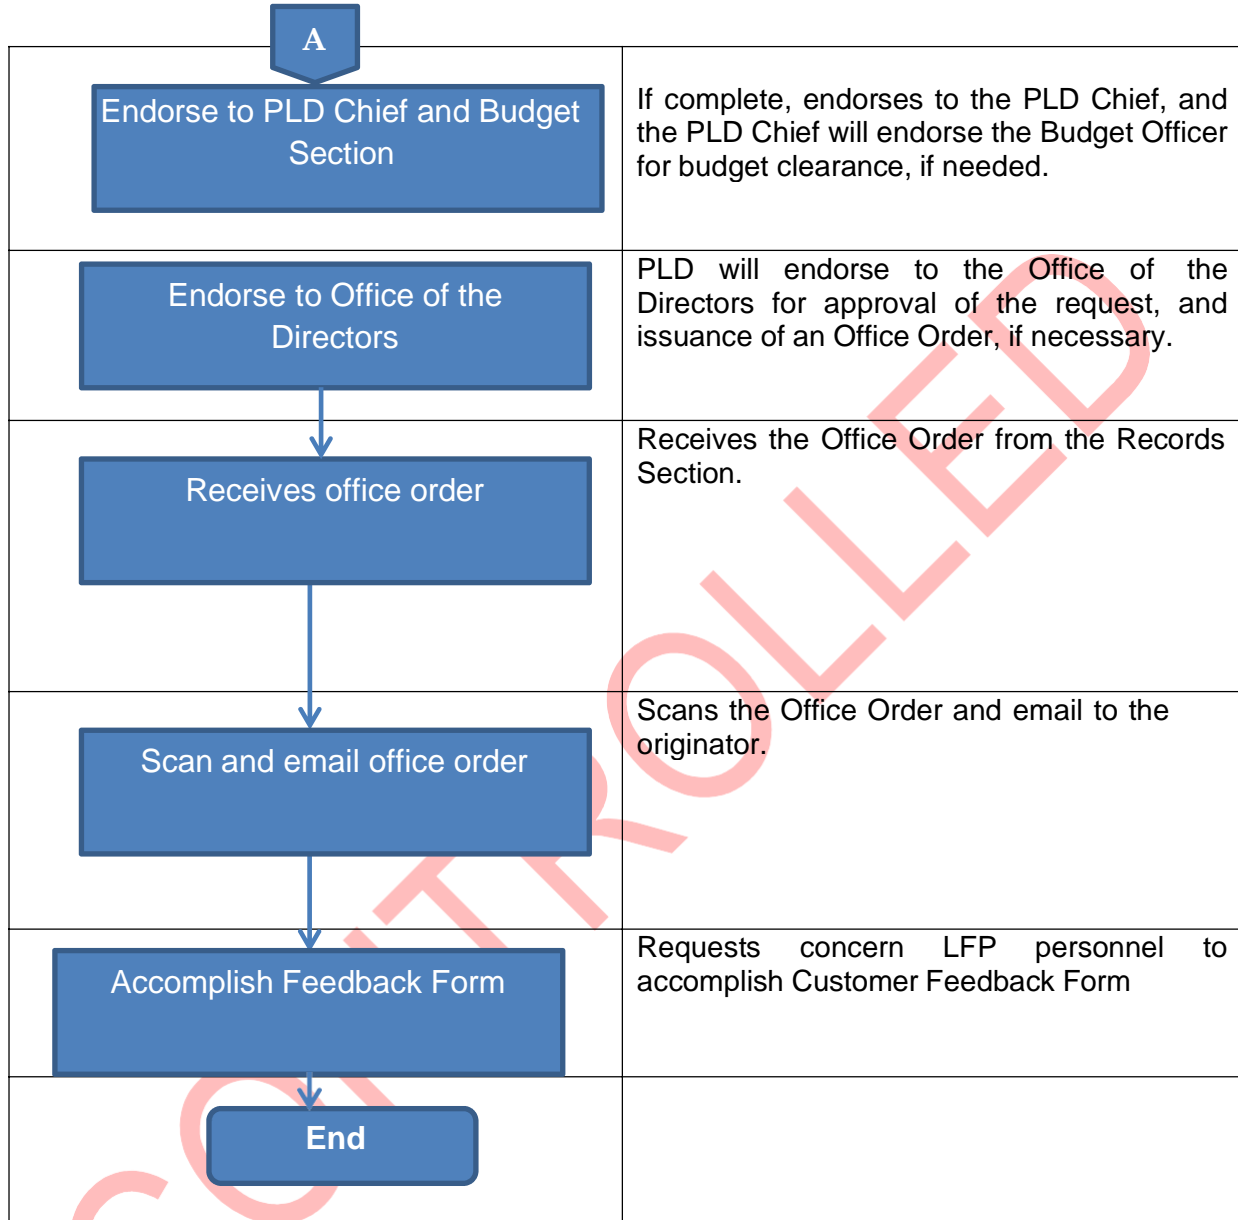 A
Endorse to PLD Chief and Budget
Section
If complete, endorses to the PLD Chief, and
the PLD Chief will endorse the Budget Officer
for budget clearance, if needed.
Endorse to Office of the
Directors
PLD will endorse to the Office of the
Directors for approval of the request, and
issuance of an Office Order, if necessary.
Receives office order
Receives the Office Order from the Records
Section.
Scan and email office order
Scans the Office Order and email to the
originator.
Accomplish Feedback Form
Requests concern LFP personnel to
accomplish Customer Feedback Form
End
CONTROLLED